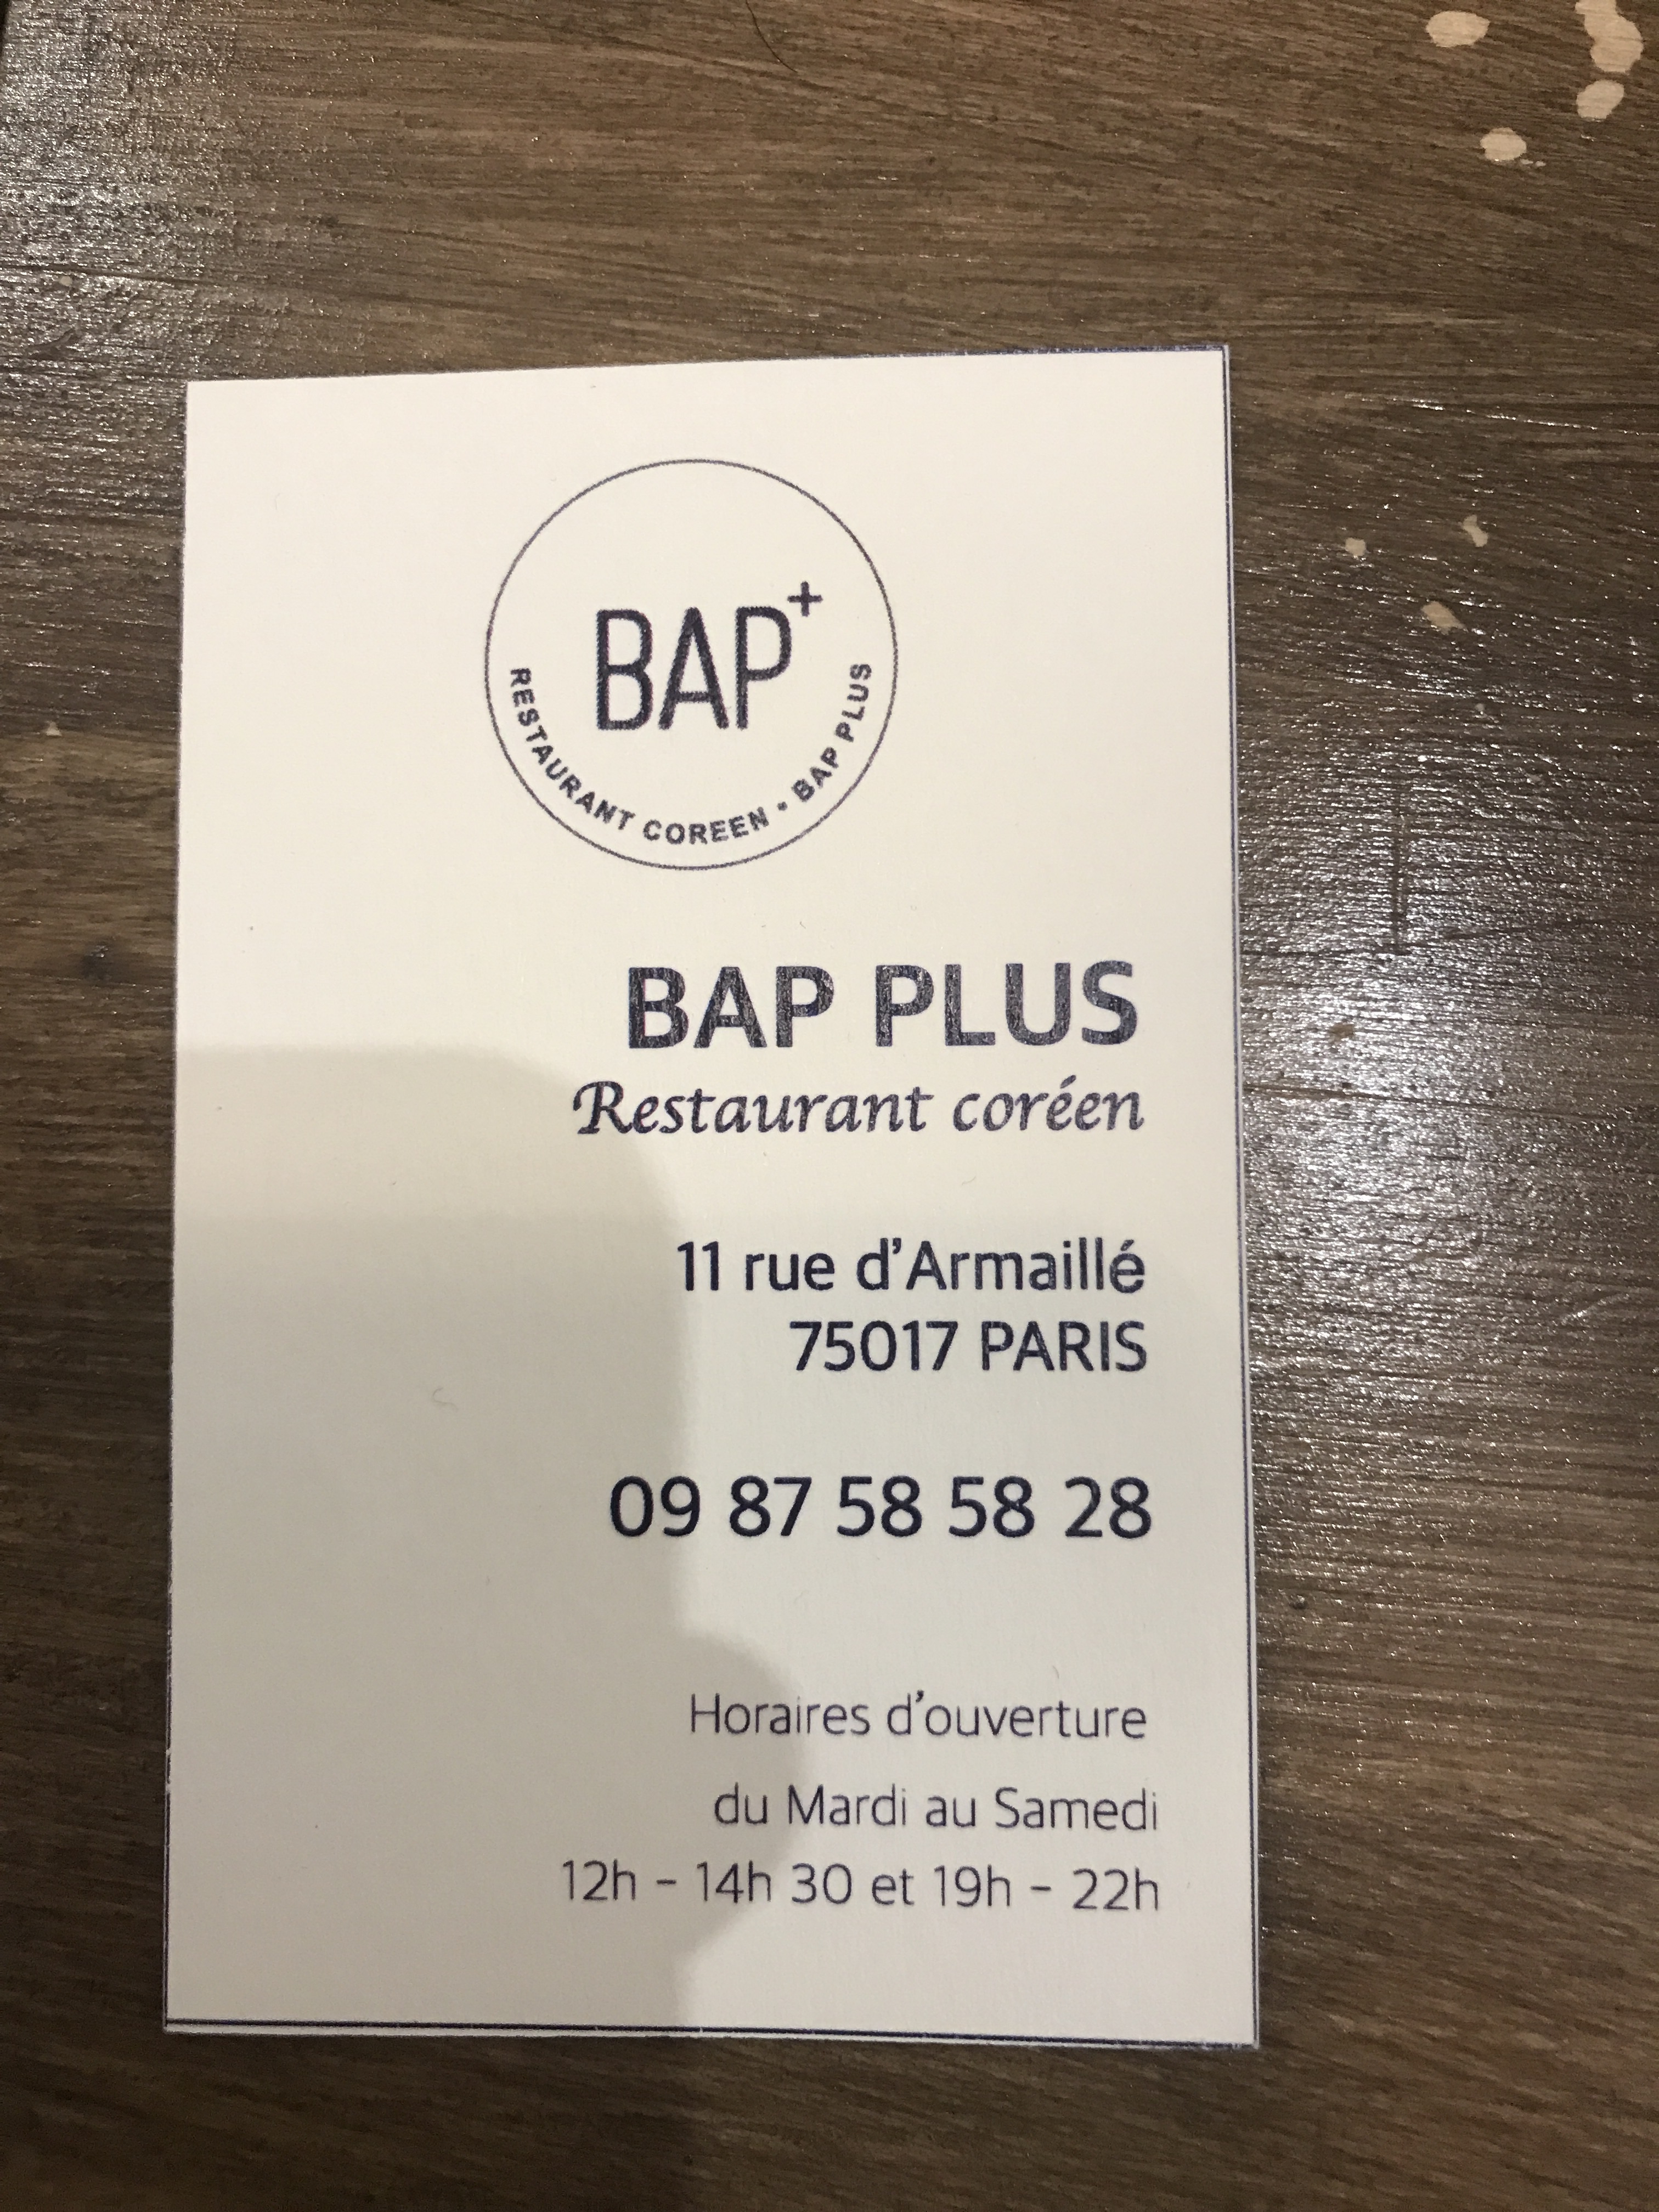 BAP+
RESTAURANT COREEN • BAP PLUS
BAP PLUS
Restaurant coréen
11 rue d'Armaillé
75017 PARIS
09 87 58 58 28
Horaires d'ouverture
du Mardi au Samedi
12h - 14h 30 et 19h - 22h